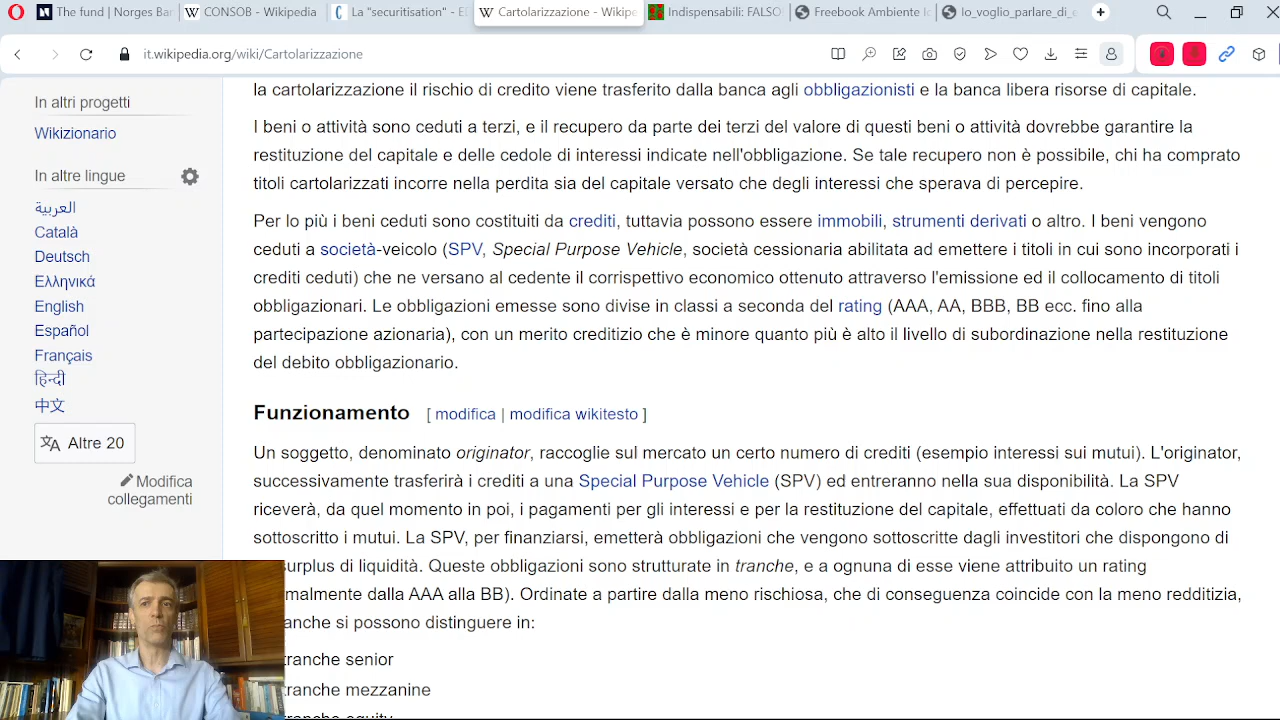 The fund | Norges Ban
CONSOB - Wikipedia
La "securitisation" - E
Cartolarizzazione - Wikipe
Indispensabili: FALSO
Freebook Ambiente
Io_voglio_parlare_di_e
it.wikipedia.org/wiki/Cartolarizzazione
In altri progetti
Wikizionario
In altre lingue
العربية
Català
Deutsch
Ελληνικά
English
Español
Français
हिन्दी
中文
Altre 20
Modifica
collegamenti
la cartolarizzazione il rischio di credito viene trasferito dalla banca agli obbligazionisti e la banca libera risorse di capitale.
I beni o attività sono ceduti a terzi, e il recupero da parte dei terzi del valore di questi beni o attività dovrebbe garantire la
restituzione del capitale e delle cedole di interessi indicate nell'obbligazione. Se tale recupero non è possibile, chi ha comprato
titoli cartolarizzati incorre nella perdita sia del capitale versato che degli interessi che sperava di percepire.
Per lo più i beni ceduti sono costituiti da crediti, tuttavia possono essere immobili, strumenti derivati o altro. I beni vengono
ceduti a società-veicolo (SPV, Special Purpose Vehicle, società cessionaria abilitata ad emettere i titoli in cui sono incorporati i
crediti ceduti) che ne versano al cedente il corrispettivo economico ottenuto attraverso l'emissione ed il collocamento di titoli
obbligazionari. Le obbligazioni emesse sono divise in classi a seconda del rating (AAA, AA, BBB, BB ecc. fino alla
partecipazione azionaria), con un merito creditizio che è minore quanto più è alto il livello di subordinazione nella restituzione
del debito obbligazionario.
Funzionamento [ modifica | modifica wikitesto ]
Un soggetto, denominato originator, raccoglie sul mercato un certo numero di crediti (esempio interessi sui mutui). L'originator,
successivamente trasferirà i crediti a una Special Purpose Vehicle (SPV) ed entreranno nella sua disponibilità. La SPV
riceverà, da quel momento in poi, i pagamenti per gli interessi e per la restituzione del capitale, effettuati da coloro che hanno
sottoscritto i mutui. La SPV, per finanziarsi, emetterà obbligazioni che vengono sottoscritte dagli investitori che dispongono di
surplus di liquidità. Queste obbligazioni sono strutturate in tranche, e a ognuna di esse viene attribuito un rating
malmente dalla AAA alla BB). Ordinate a partire dalla meno rischiosa, che di conseguenza coincide con la meno redditizia,
anche si possono distinguere in:
tranche senior
tranche mezzanine
tranche equity